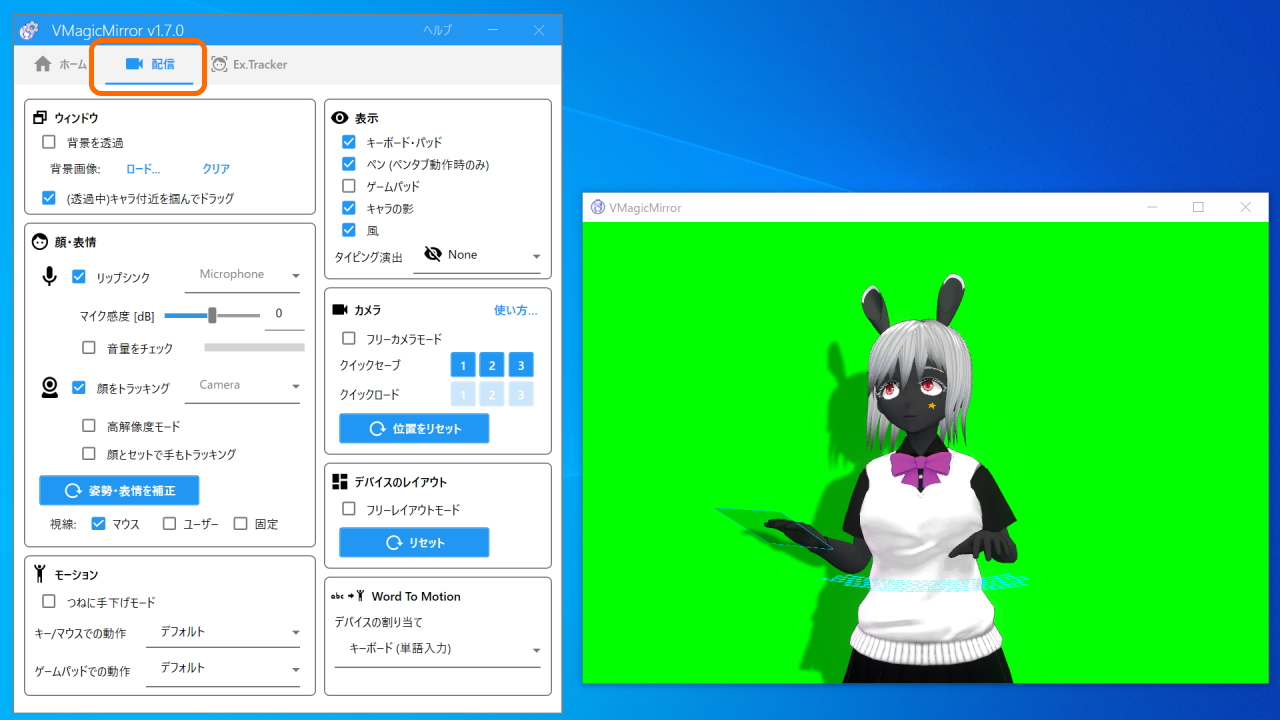 VMagicMirror v1.7.0
ヘルプ
ホーム
配信
Ex.Tracker
ウィンドウ
背景を透過
背景画像:
ロード...
クリア
(透過中)キャラ付近を掴んでドラッグ
顔・表情
リップシンク
Microphone
マイク感度 [dB]
0
音量をチェック
顔をトラッキング
Camera
高解像度モード
顔とセットで手もトラッキング
姿勢・表情を補正
視線:
マウス
ユーザー
固定
モーション
つねに手下げモード
キー/マウスでの動作
デフォルト
ゲームパッドでの動作
デフォルト
表示
キーボード・パッド
ペン (ペンタブ動作時のみ)
ゲームパッド
キャラの影
風
タイピング演出
None
カメラ
使い方...
フリーカメラモード
クイックセーブ
1
2
3
クイックロード
1
2
3
位置をリセット
デバイスのレイアウト
フリーレイアウトモード
リセット
abc
Word To Motion
デバイスの割り当て
キーボード (単語入力)
VMagicMirror